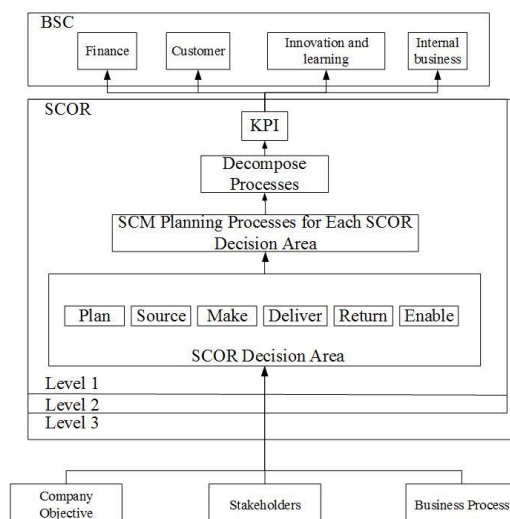 BSC
Finance
Customer
Innovation and
learning
Internal
business
SCOR
KPI
Decompose
Processes
SCM Planning Processes for Each SCOR
Decision Area
Plan
Source
Make
Deliver
Return
Enable
SCOR Decision Area
Level 1
Level 2
Level 3
Company
Objective
Stakeholders
Business Process